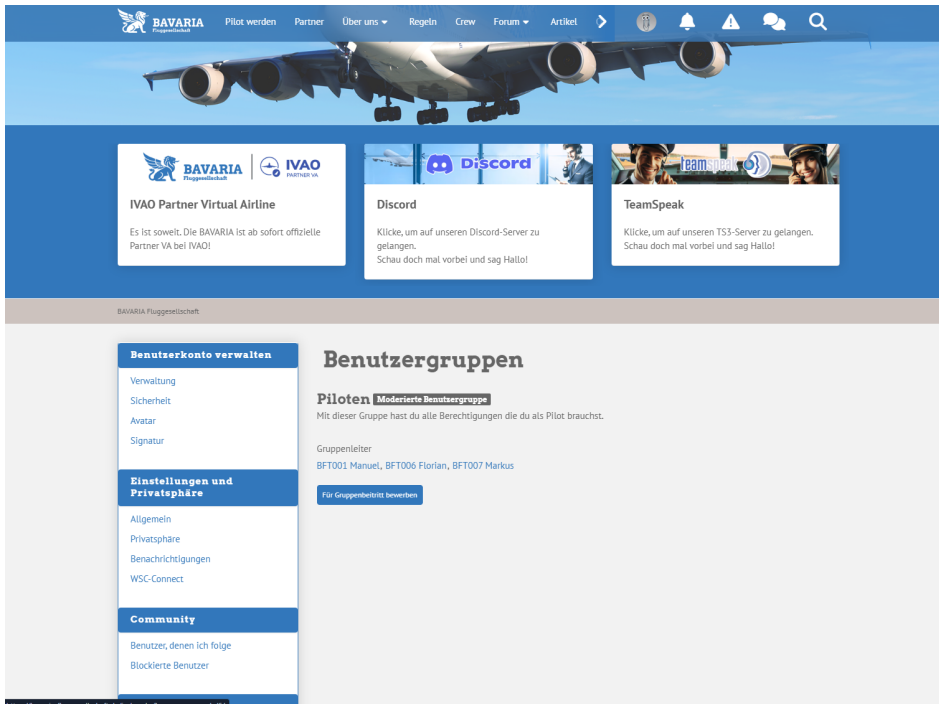 BAVARIA
Fluggesellschaft
Pilot werden
Partner
Über uns
Regeln
Crew
Forum
Artikel
BAVARIA
Fluggesellschaft
IVAO
PARTNER VA
IVAO Partner Virtual Airline
Es ist soweit. Die BAVARIA ist ab sofort offizielle
Partner VA bei IVAO!
Discord
Discord
Klicke, um auf unseren Discord-Server zu
gelangen.
Schau doch mal vorbei und sag Hallo!
teamspeak
TeamSpeak
Klicke, um auf unseren TS3-Server zu gelangen.
Schau doch mal vorbei und sag Hallo!
BAVARIA Fluggesellschaft
Benutzerkonto verwalten
Verwaltung
Sicherheit
Avatar
Signatur
Einstellungen und
Privatsphäre
Allgemein
Privatsphäre
Benachrichtigungen
WSC-Connect
Community
Benutzer, denen ich folge
Blockierte Benutzer
Benutzergruppen
Piloten Moderierte Benutzergruppe
Mit dieser Gruppe hast du alle Berechtigungen die du als Pilot brauchst.
Gruppenleiter
BFT001 Manuel, BFT006 Florian, BFT007 Markus
Für Gruppenbeitritt bewerben